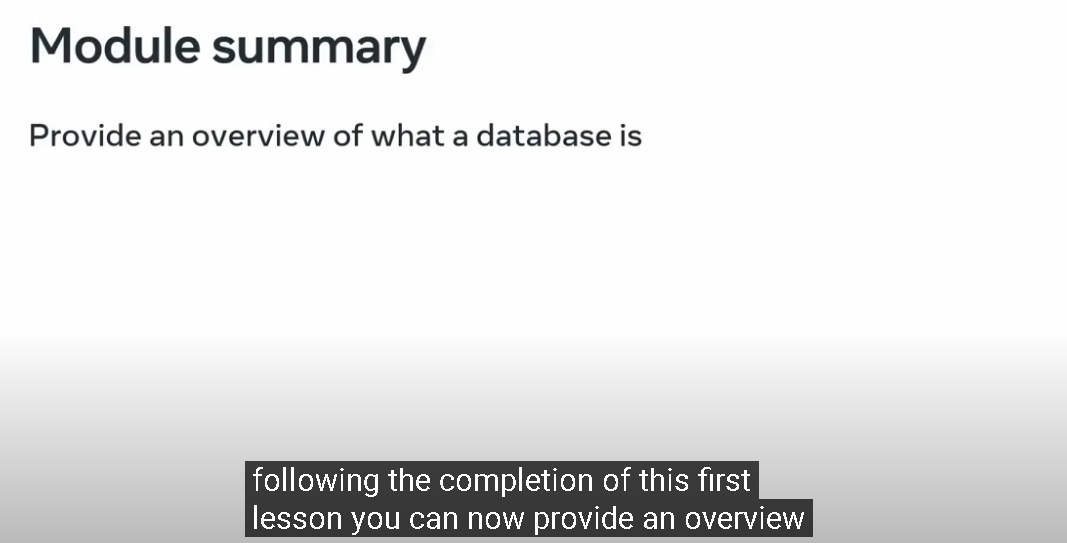 Module summary
Provide an overview of what a database is
following the completion of this first
lesson you can now provide an overview